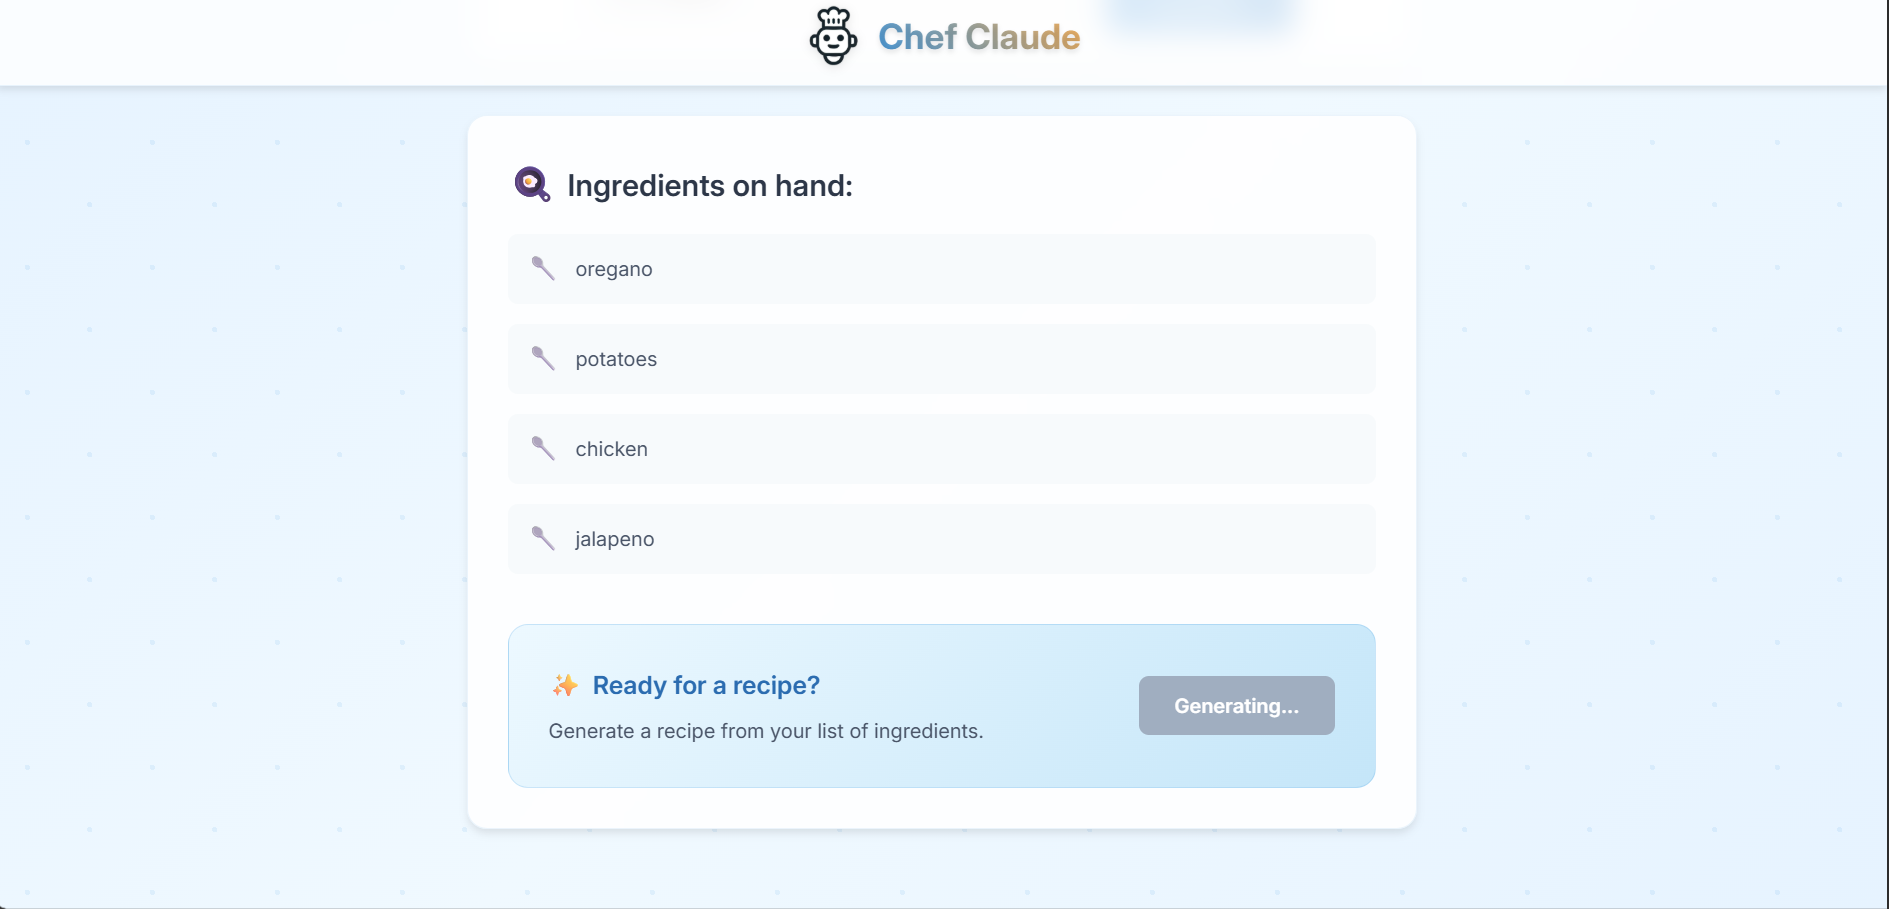 Chef Claude
Ingredients on hand:
oregano
potatoes
chicken
jalapeno
Ready for a recipe?
Generate a recipe from your list of ingredients.
Generating...